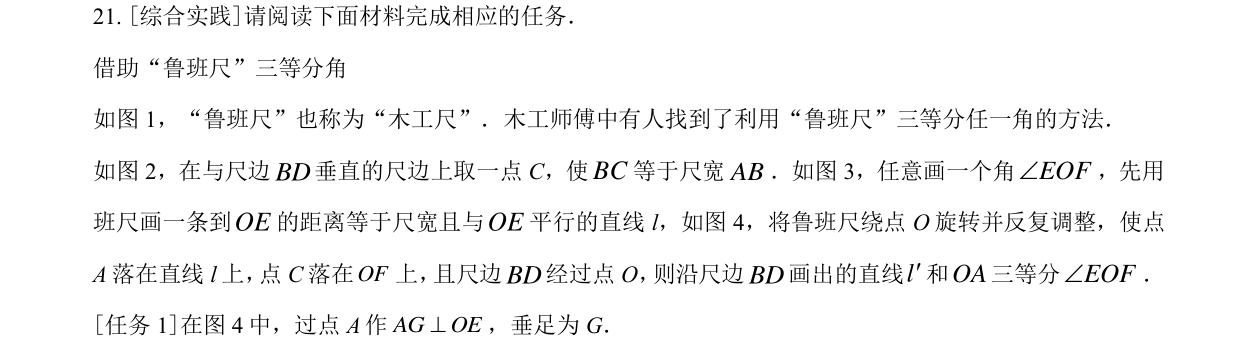 21. [综合实践]请阅读下面材料完成相应的任务．
借助“鲁班尺”三等分角
如图 1，“鲁班尺”也称为“木工尺”．木工师傅中有人找到了利用“鲁班尺”三等分任一角的方法．
如图 2，在与尺边 BD 垂直的尺边上取一点 C，使 BC 等于尺宽 AB．如图 3，任意画一个角∠EOF，先用
班尺画一条到 OE 的距离等于尺宽且与 OE 平行的直线 l，如图 4，将鲁班尺绕点 O 旋转并反复调整，使点
A 落在直线 l 上，点 C 落在 OF 上，且尺边 BD 经过点 O，则沿尺边 BD 画出的直线 l′ 和 OA 三等分∠EOF．
[任务 1]在图 4 中，过点 A 作 AG⊥OE，垂足为 G．